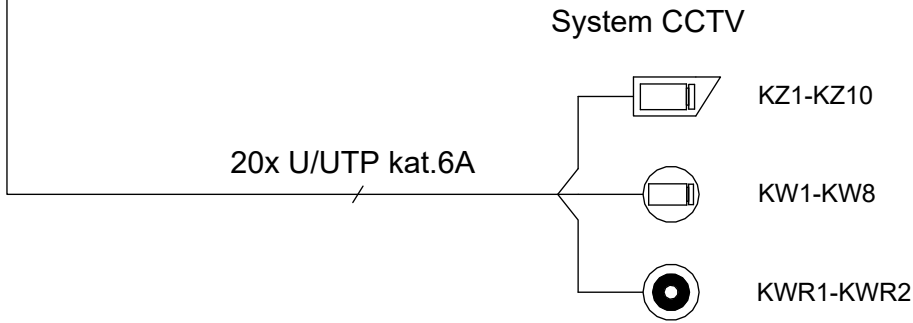 System CCTV
KZ1-KZ10
20x U/UTP kat.6A
KW1-KW8
KWR1-KWR2